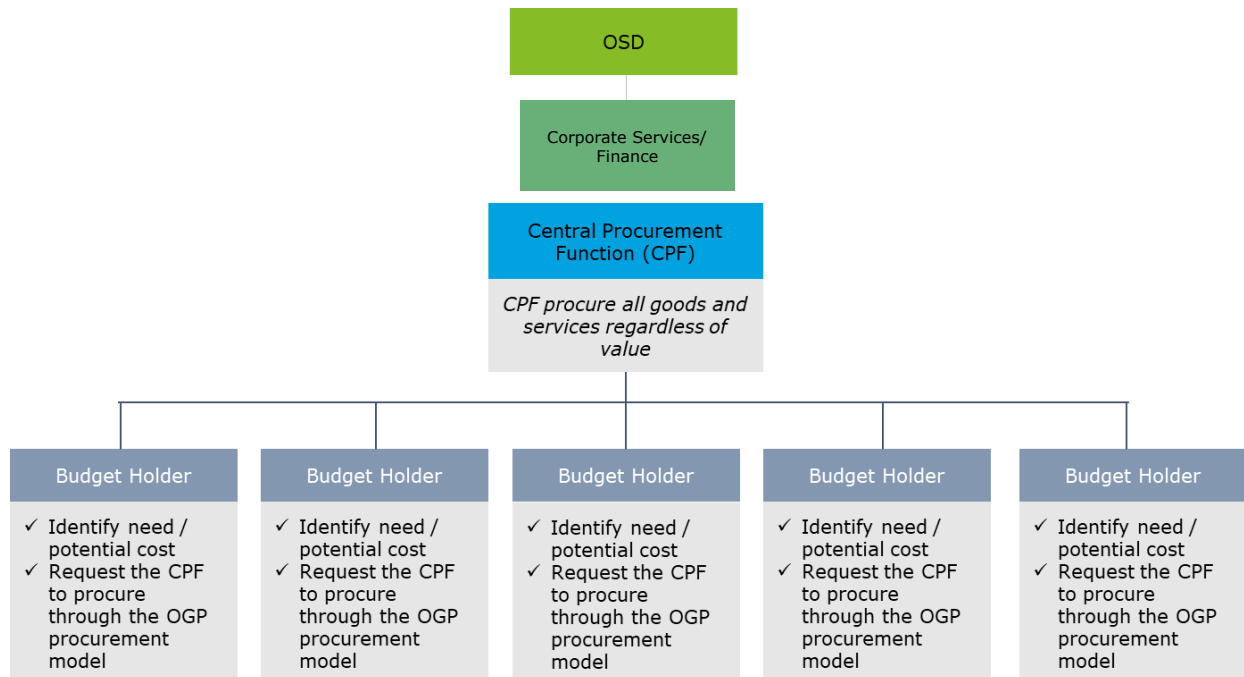 OSD
Corporate Services/
Finance
Central Procurement
Function (CPF)
CPF procure all goods and
services regardless of
value
Budget Holder
✓ Identify need /
potential cost
✓ Request the CPF
to procure
through the OGP
procurement
model
Budget Holder
✓ Identify need /
potential cost
✓ Request the CPF
to procure
through the OGP
procurement
model
Budget Holder
✓ Identify need /
potential cost
✓ Request the CPF
to procure
through the OGP
procurement
model
Budget Holder
✓ Identify need /
potential cost
✓ Request the CPF
to procure
through the OGP
procurement
model
Budget Holder
✓ Identify need /
potential cost
✓ Request the CPF
to procure
through the OGP
procurement
model